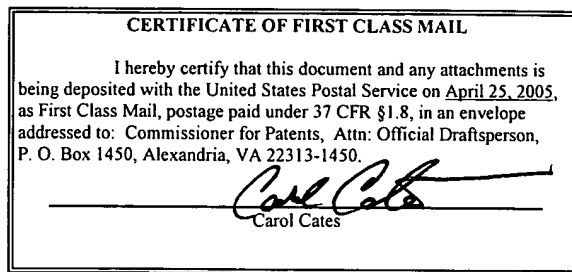 CERTIFICATE OF FIRST CLASS MAIL
I hereby certify that this document and any attachments is
being deposited with the United States Postal Service on April 25, 2005,
as First Class Mail, postage paid under 37 CFR §1.8, in an envelope
addressed to: Commissioner for Patents, Attn: Official Draftsperson,
P. O. Box 1450, Alexandria, VA 22313-1450.
Carol Cates
Carol Cates